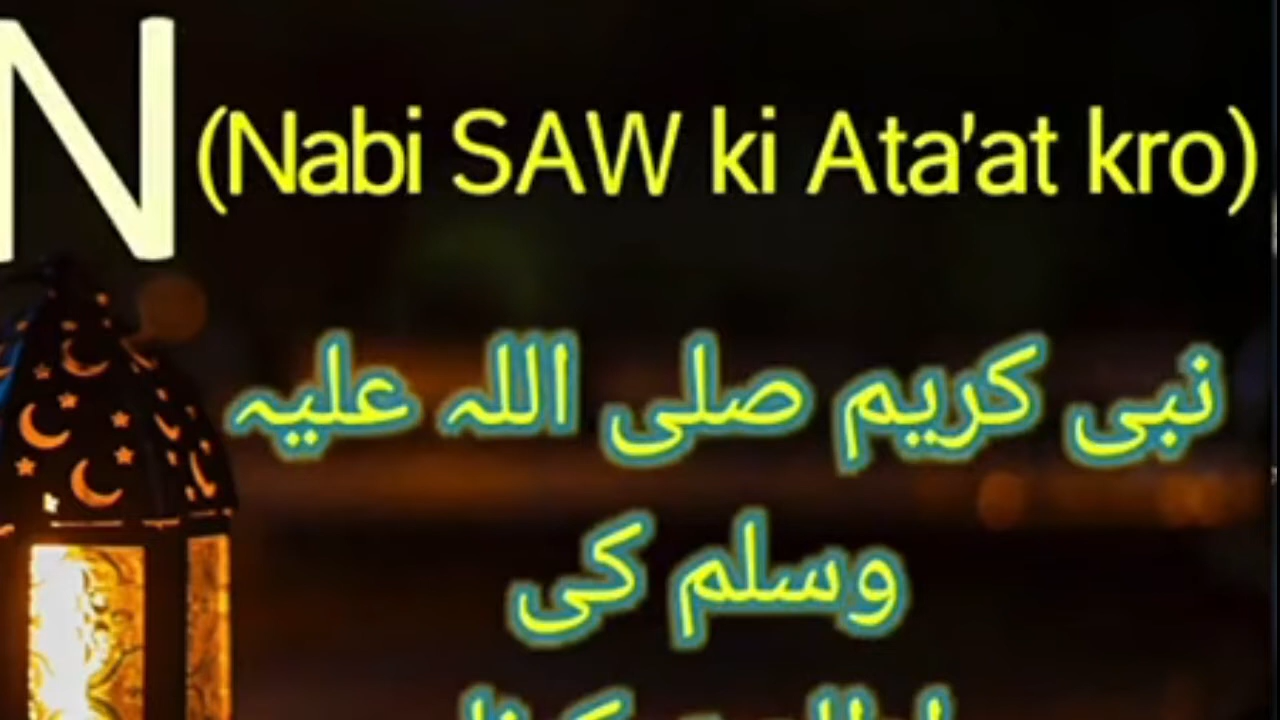 N (Nabi SAW ki Ata'at kro)
نبی کریم صلی اللہ علیہ
وسلم کی